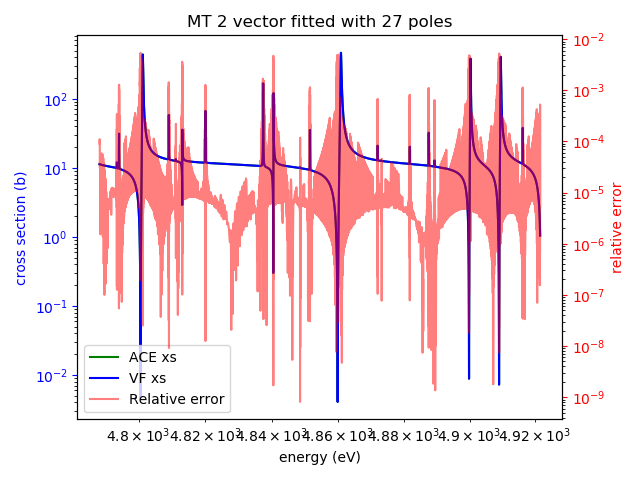 MT 2 vector fitted with 27 poles
10² 10¹ 10⁰ 10⁻¹ 10⁻²
cross section (b)
10⁻² 10⁻³ 10⁻⁴ 10⁻⁵ 10⁻⁶ 10⁻⁷ 10⁻⁸ 10⁻⁹
relative error
ACE xs
VF xs
Relative error
4.8 × 10³ 4.82 × 10³ 4.84 × 10³ 4.86 × 10³ 4.88 × 10³ 4.9 × 10³ 4.92 × 10³
energy (eV)